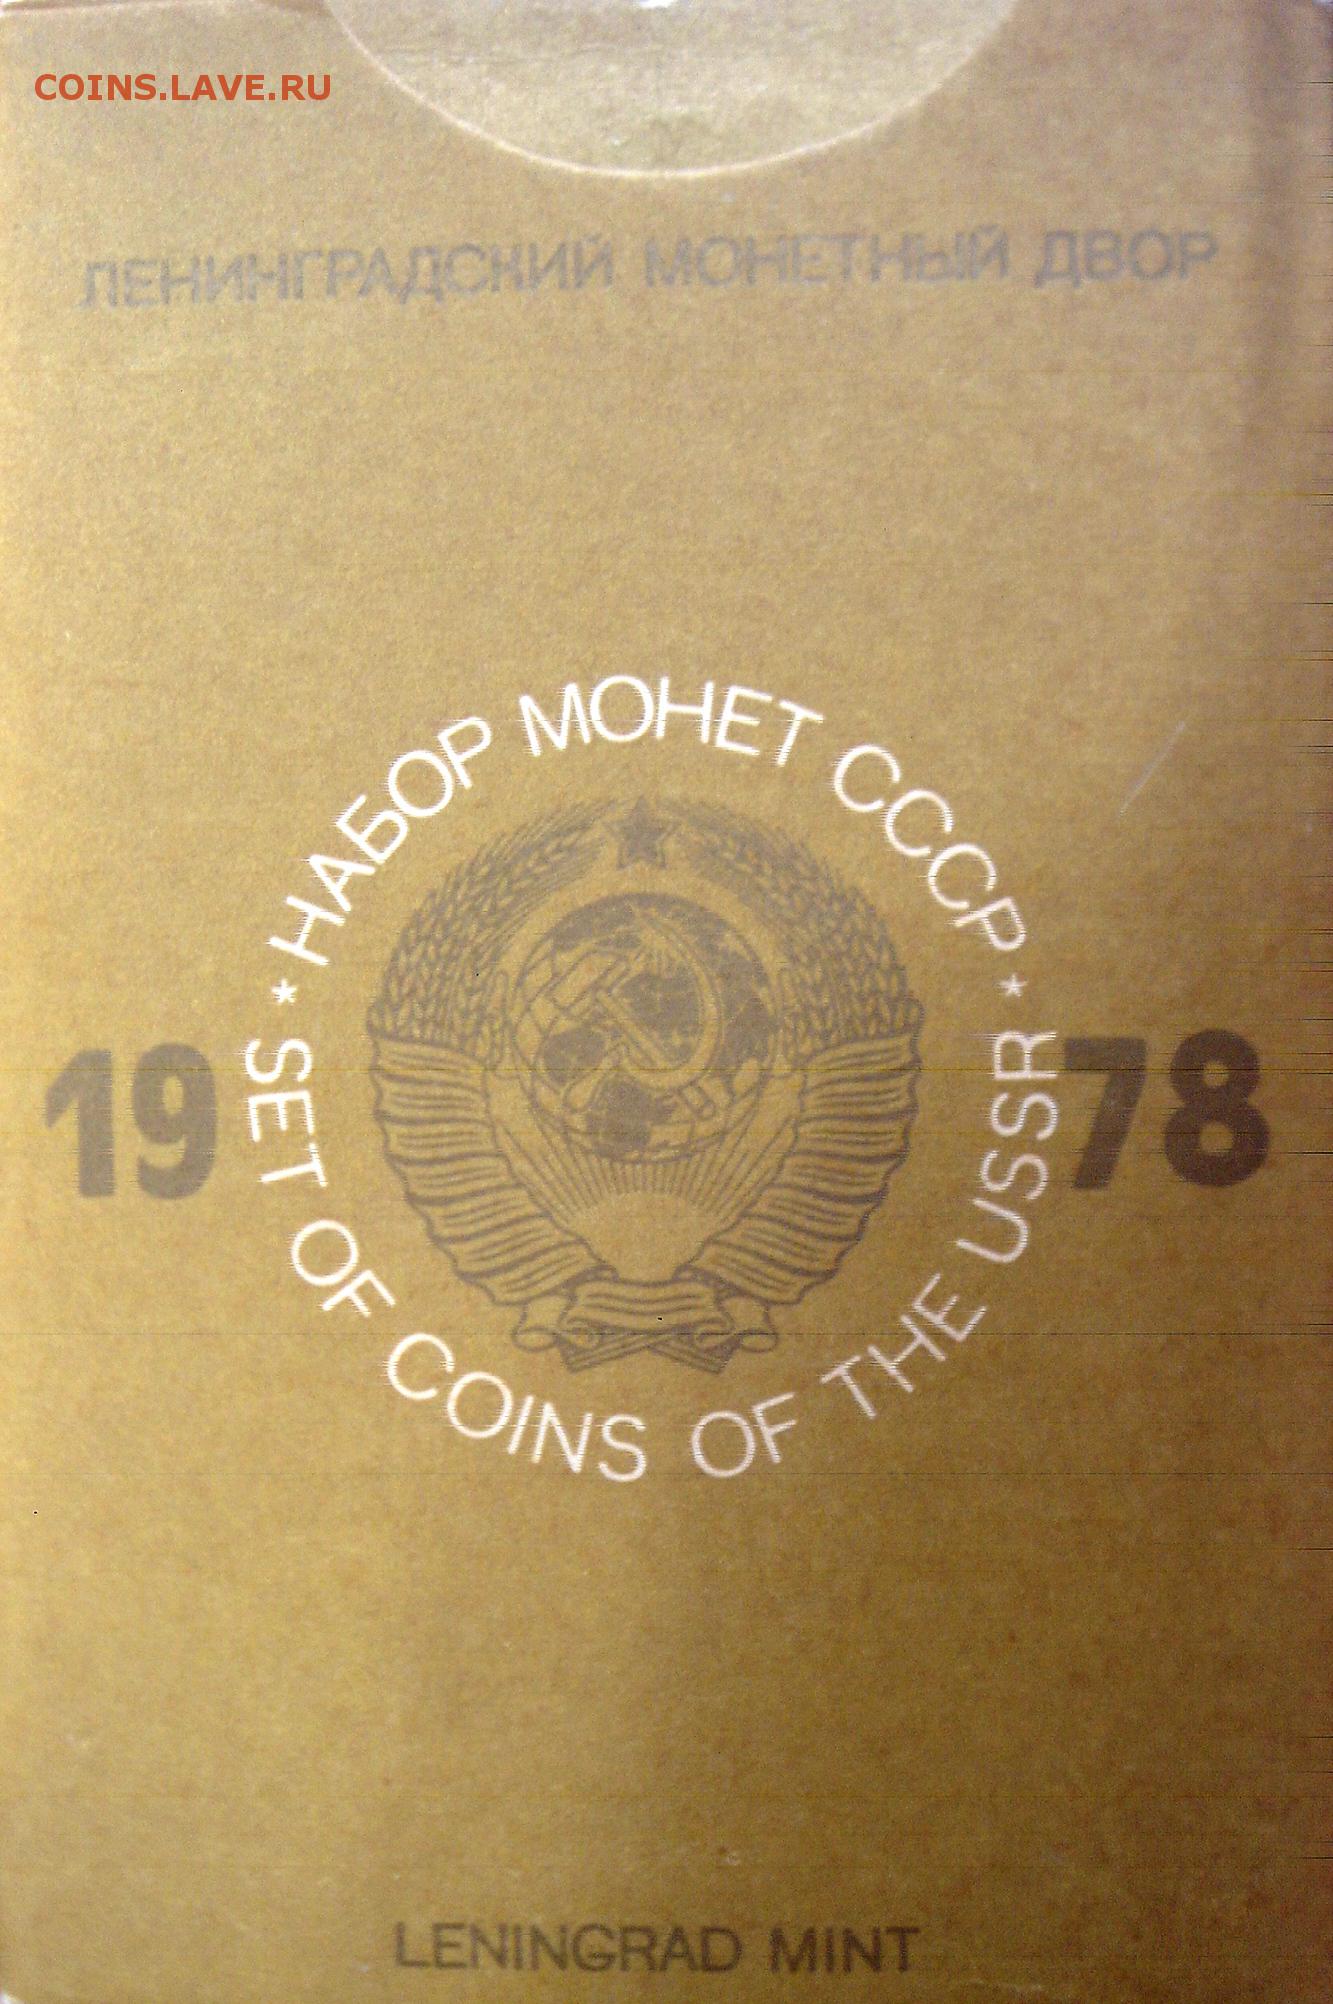 COINS.LAVE.RU
ЛЕНИНГРАДСКИЙ МОНЕТНЫЙ ДВОР
* НАБОР МОНЕТ СССР *
19 78
SET OF COINS OF THE USSR
LENINGRAD MINT